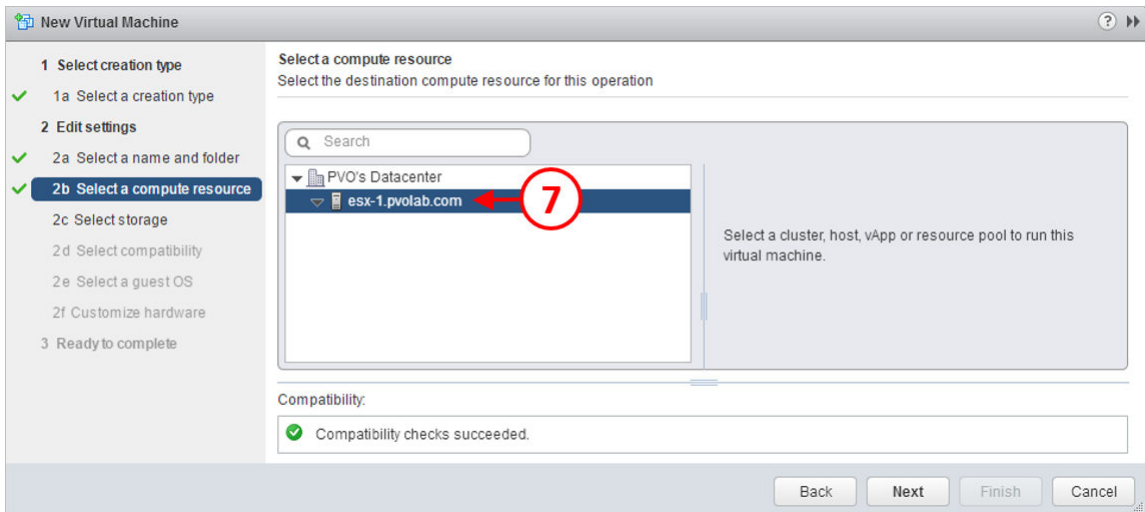 New Virtual Machine
?
1 Select creation type
1a Select a creation type
2 Edit settings
2a Select a name and folder
2b Select a compute resource
2c Select storage
2d Select compatibility
2e Select a guest OS
2f Customize hardware
3 Ready to complete
Select a compute resource
Select the destination compute resource for this operation
Search
PVO's Datacenter
esx-1.pvolab.com
7
Select a cluster, host, vApp or resource pool to run this
virtual machine.
Compatibility:
Compatibility checks succeeded.
Back
Next
Finish
Cancel